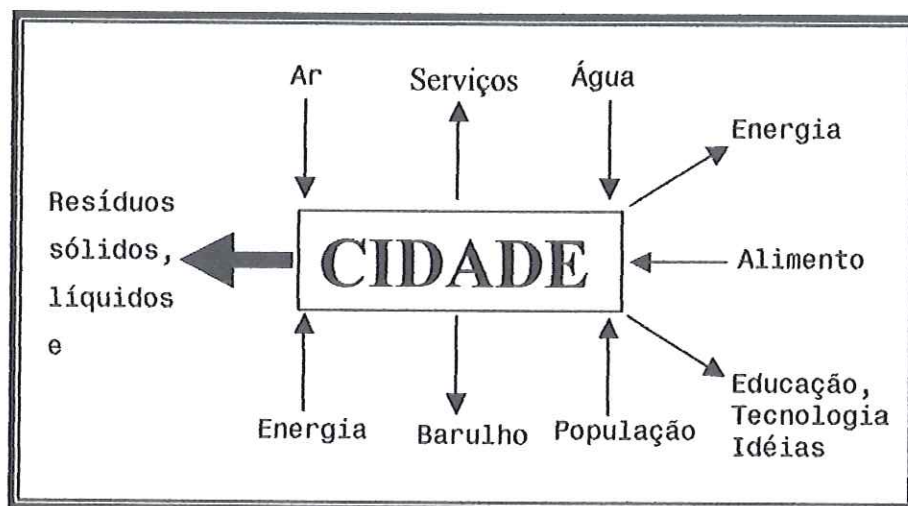 Ar
Serviços
Água
Energia
Resíduos
sólidos,
líquidos
e
CIDADE
Alimento
Energia
Barulho
População
Educação,
Tecnologia
Idéias